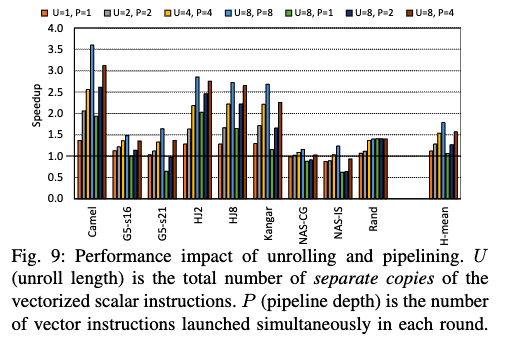 U=1, P=1 U=2, P=2 U=4, P=4 U=8, P=8 U=8, P=1 U=8, P=2 U=8, P=4
Speedup
4.0
3.5
3.0
2.5
2.0
1.5
1.0
0.5
0.0
Camel
G5-s16
G5-s21
HJ2
HJ8
Kangar
NAS-CG
NAS-IS
Rand
H-mean
Fig. 9: Performance impact of unrolling and pipelining. U
(unroll length) is the total number of separate copies of the
vectorized scalar instructions. P (pipeline depth) is the number
of vector instructions launched simultaneously in each round.